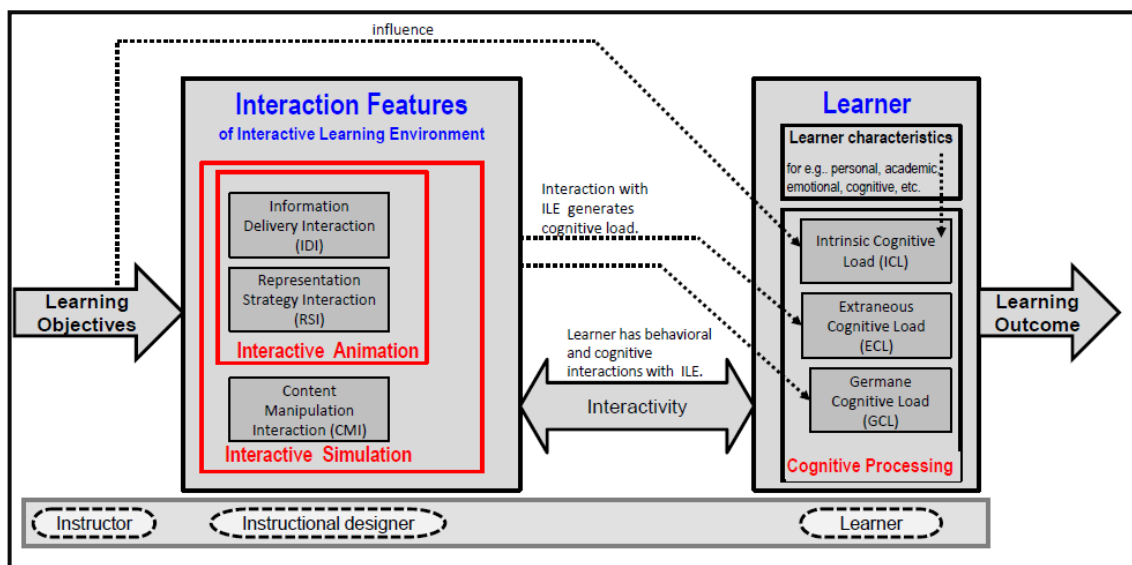 influence
Interaction Features
of Interactive Learning Environment
Information
Delivery Interaction
(IDI)
Representation
Strategy Interaction
(RSI)
Interactive Animation
Content
Manipulation
Interaction (CMI)
Interactive Simulation
Learning
Objectives
Interaction with
ILE generates
cognitive load.
Learner has behavioral
and cognitive
interactions with ILE.
Interactivity
Learner
Learner characteristics
for e.g.. personal, academic,
emotional, cognitive, etc.
Intrinsic Cognitive
Load (ICL)
Extraneous
Cognitive Load
(ECL)
Germane
Cognitive Load
(GCL)
Cognitive Processing
Learning
Outcome
Instructor
Instructional designer
Learner